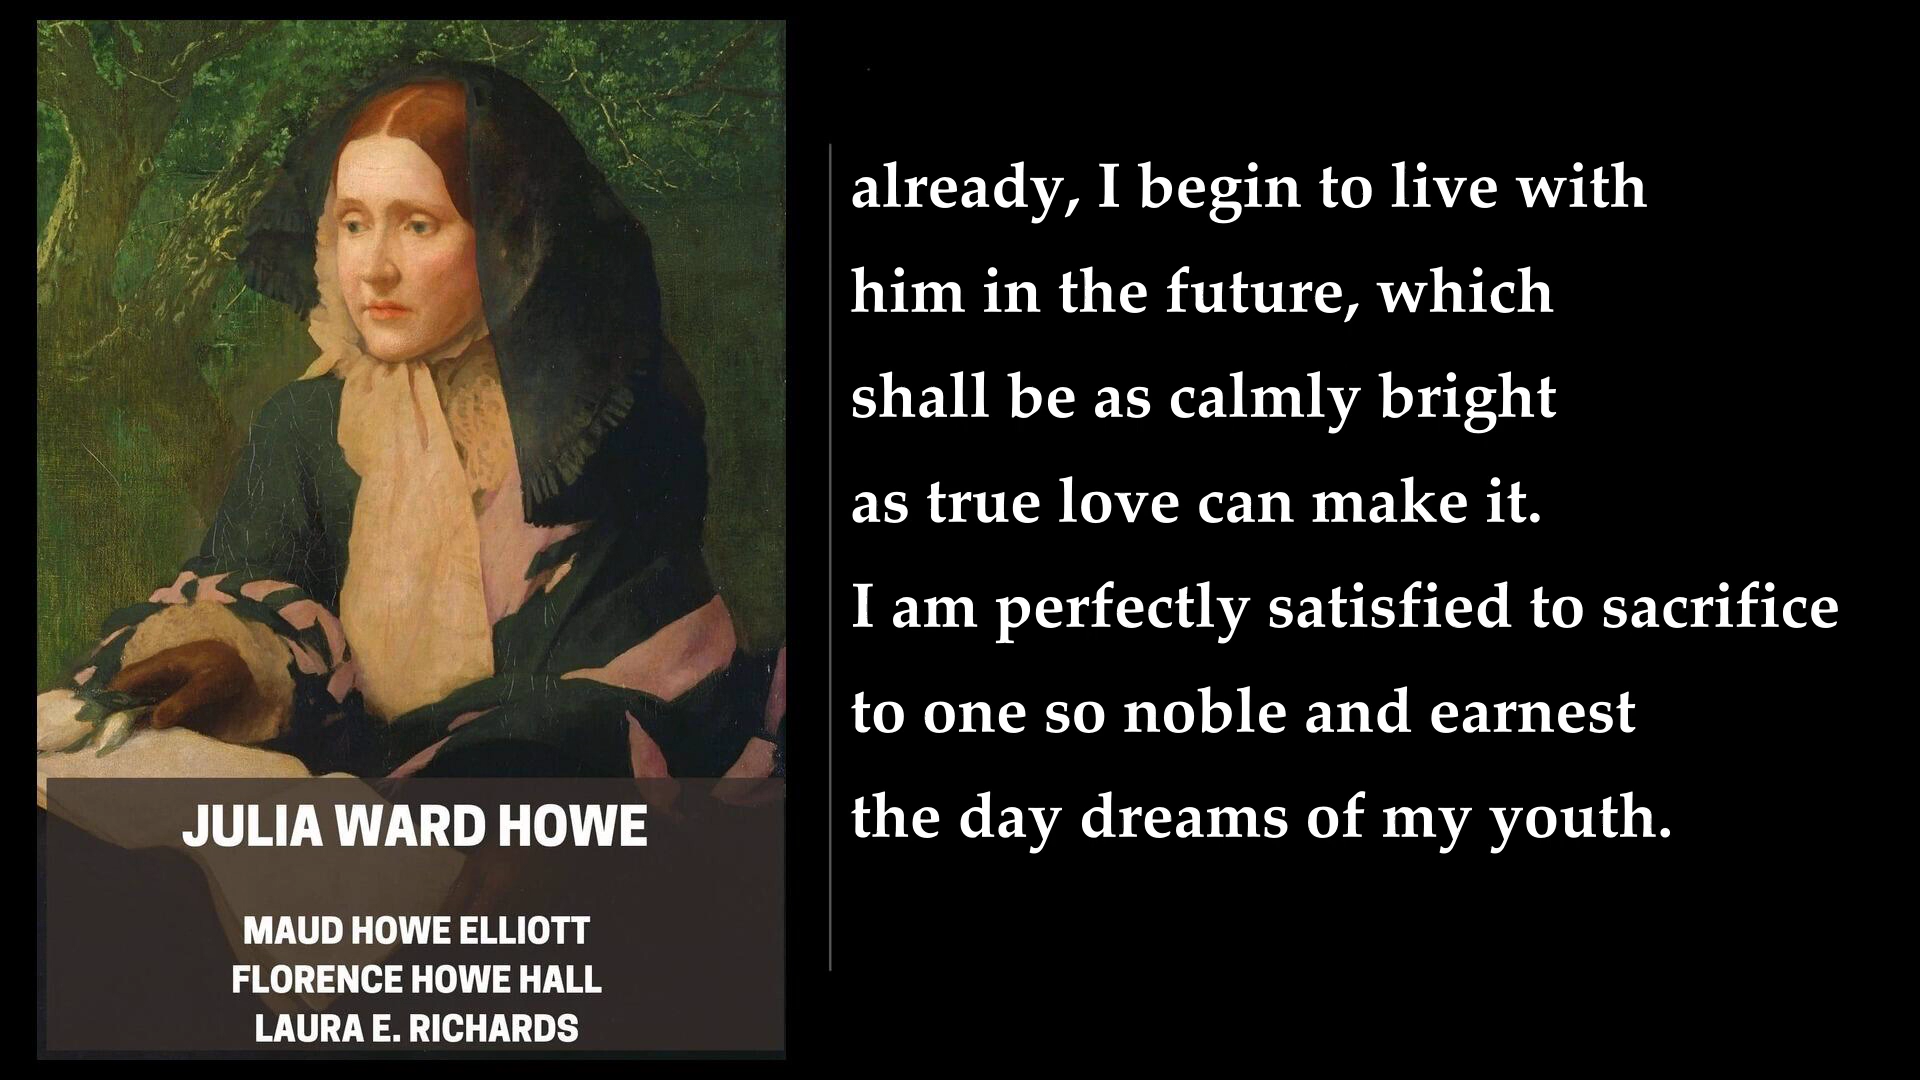 JULIA WARD HOWE
MAUD HOWE ELLIOTT
FLORENCE HOWE HALL
LAURA E. RICHARDS
already, I begin to live with
him in the future, which
shall be as calmly bright
as true love can make it.
I am perfectly satisfied to sacrifice
to one so noble and earnest
the day dreams of my youth.